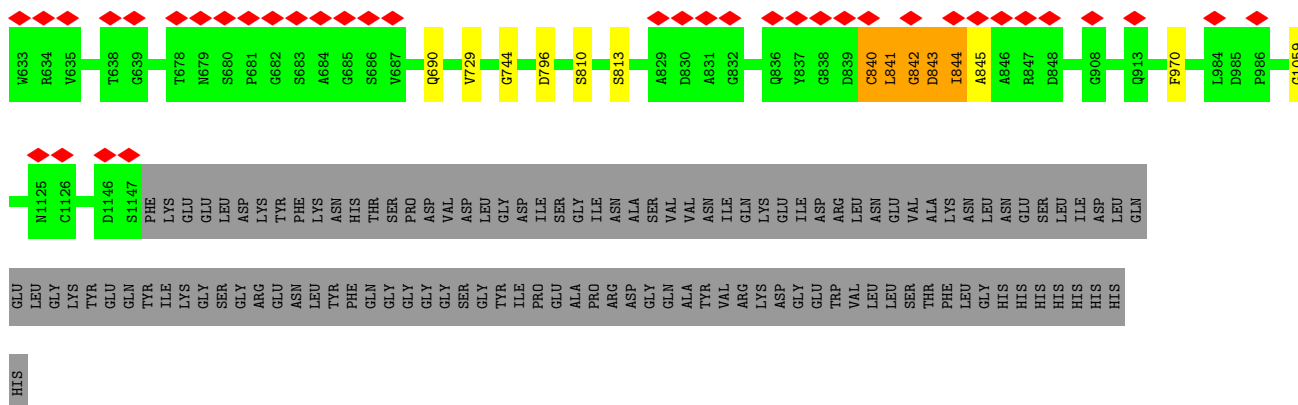 W633 R634 V635 T638 G639 T678 N679 S680 P681 G682 S683 A684 G685 S686 V687 Q690 V729 G744 D796 S810 S813 A829 D830 A831 G832 Q836 Y837 G838 D839 C840 L841 G842 D843 I844 A845 A846 R847 D848 G908 Q913 F970 L984 D985 P986
N1125 C1126 D1146 S1147 PHE LYS GLU GLU LEU ASP LYS TYR PHE LYS ASN HIS THR SER PRO ASP VAL ASP LEU GLY ASP ILE SER GLY ILE ASN ALA SER VAL VAL ASN ILE GLN LYS GLU ILE ASP ARG LEU ASN GLU VAL ALA LYS ASN LEU ASN GLU SER LEU ILE ASP LEU GLN
GLU LEU GLY LYS TYR GLU GLN TYR ILE LYS GLY SER GLY ARG GLU ASN LEU TYR PHE GLN GLY GLY GLY GLY SER GLY TYR ILE PRO GLU ALA PRO ARG ASP GLY GLN ALA TYR VAL ARG LYS ASP GLY GLU TRP VAL LEU LEU SER THR PHE LEU GLY HIS HIS HIS HIS HIS HIS HIS
HIS